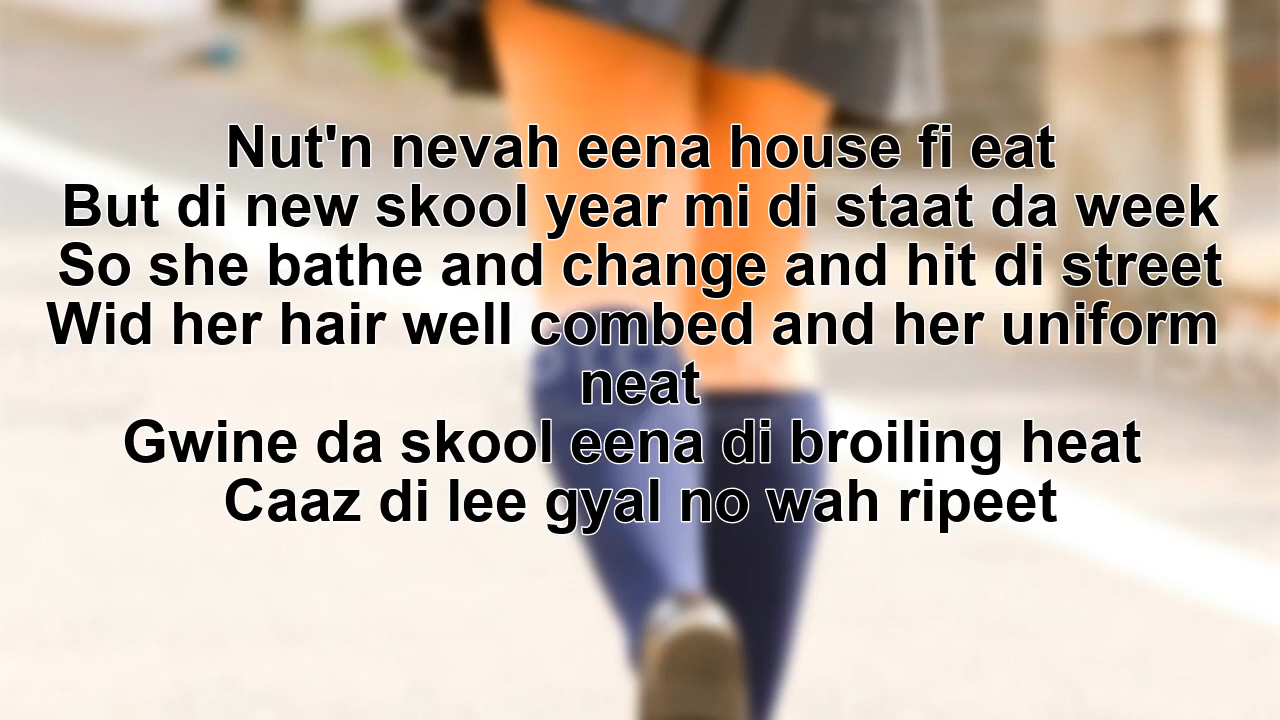 Nut'n nevah eena house fi eat
But di new skool year mi di staat da week
So she bathe and change and hit di street
Wid her hair well combed and her uniform
neat
Gwine da skool eena di broiling heat
Caaz di lee gyal no wah ripeet